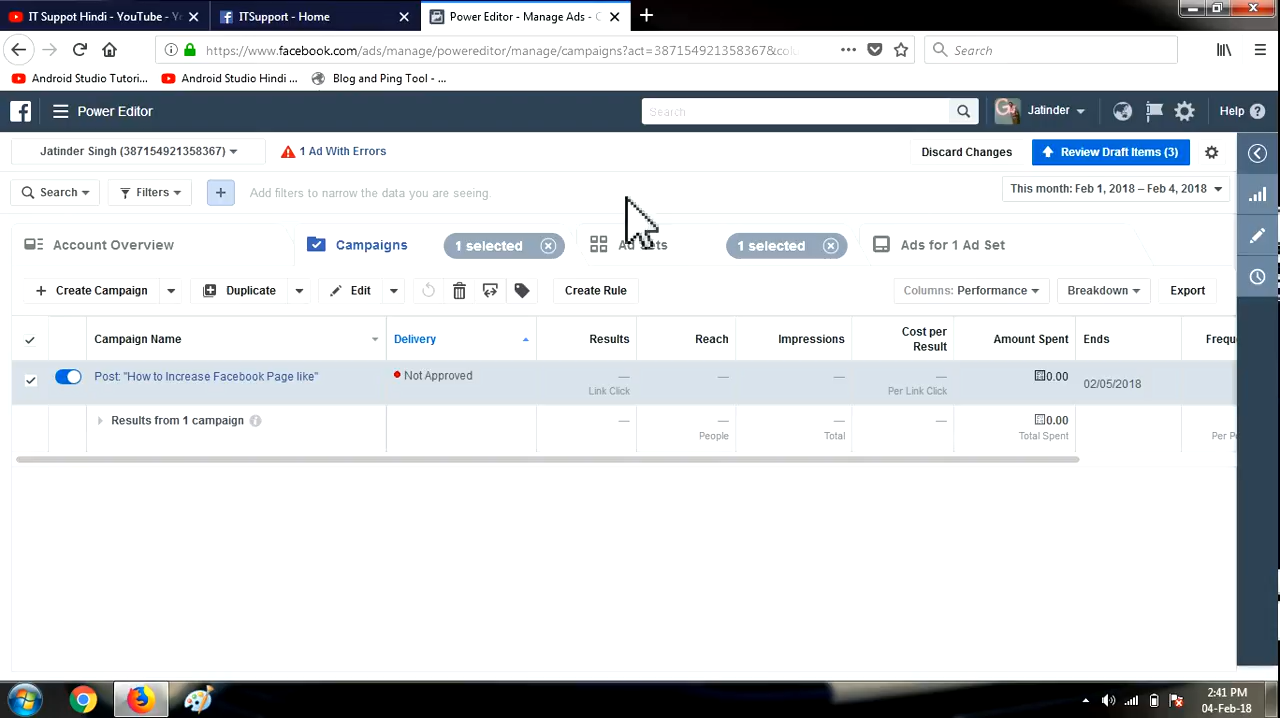 IT Suppot Hindi - YouTube - Y
ITSupport - Home
Power Editor - Manage Ads - C
https://www.facebook.com/ads/manage/powereditor/manage/campaigns?act=387154921358367&colu
Search
Android Studio Tutori...
Android Studio Hindi ...
Blog and Ping Tool - ...
Power Editor
Search
Jatinder
Help
Jatinder Singh (387154921358367)
1 Ad With Errors
Discard Changes
Review Draft Items (3)
Search
Filters
+
Add filters to narrow the data you are seeing.
This month: Feb 1, 2018 – Feb 4, 2018
Account Overview
Campaigns
1 selected
Ad Sets
1 selected
Ads for 1 Ad Set
+ Create Campaign
Duplicate
Edit
Create Rule
Columns: Performance
Breakdown
Export
Campaign Name
Delivery
Results
Reach
Impressions
Cost per
Result
Amount Spent
Ends
Frequ
Post: "How to Increase Facebook Page like"
Not Approved
—
Link Click
—
—
—
Per Link Click
0.00
02/05/2018
Results from 1 campaign
—
—
People
—
Total
—
0.00
Total Spent
Per Pe
2:41 PM
04-Feb-18